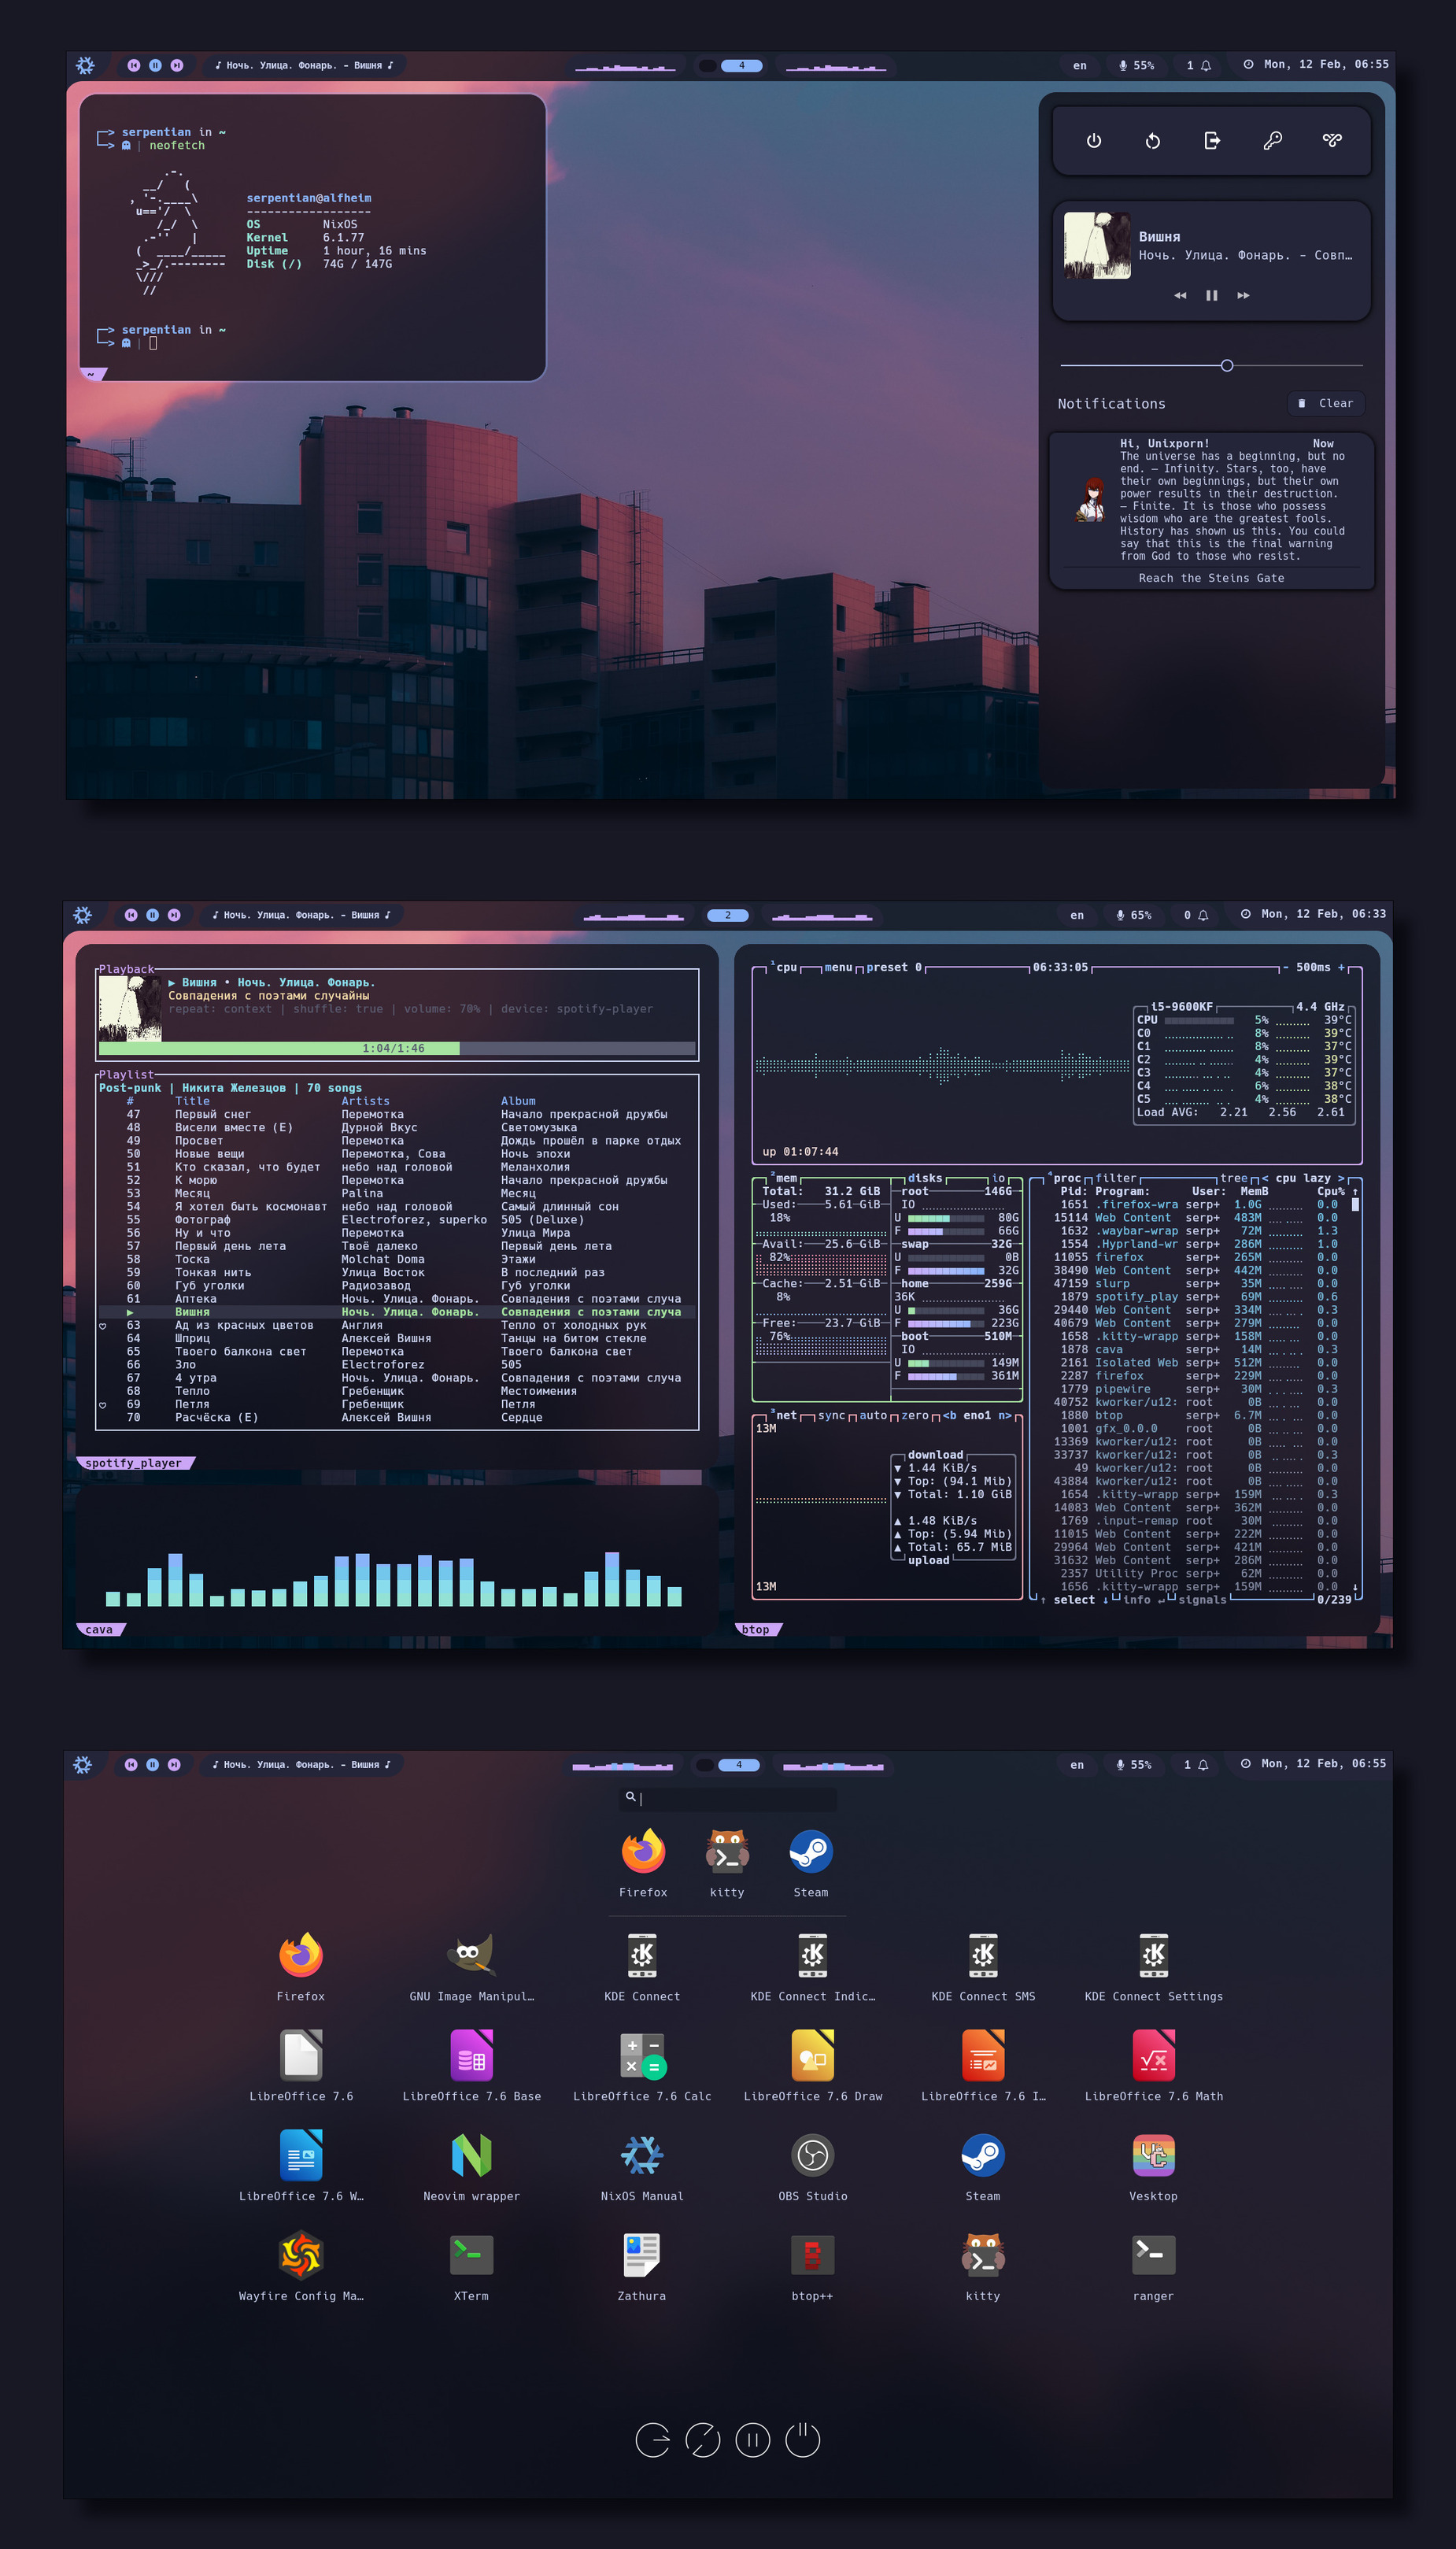 ♪ Ночь. Улица. Фонарь. - Вишня ♪
4
en
55%
1
Mon, 12 Feb, 06:55
serpentian in ~
neofetch
serpentian@alfheim
------------------
OS NixOS
Kernel 6.1.77
Uptime 1 hour, 16 mins
Disk (/) 74G / 147G
serpentian in ~
~
Вишня
Ночь. Улица. Фонарь. - Совп…
Notifications
Clear
Hi, Unixporn! Now
The universe has a beginning, but no
end. — Infinity. Stars, too, have
their own beginnings, but their own
power results in their destruction.
— Finite. It is those who possess
wisdom who are the greatest fools.
History has shown us this. You could
say that this is the final warning
from God to those who resist.
Reach the Steins Gate
♪ Ночь. Улица. Фонарь. - Вишня ♪
2
en
65%
0
Mon, 12 Feb, 06:33
Playback
▶ Вишня • Ночь. Улица. Фонарь.
Совпадения с поэтами случайны
repeat: context | shuffle: true | volume: 70% | device: spotify-player
1:04/1:46
Playlist
Post-punk | Никита Железцов | 70 songs
# Title Artists Album
47 Первый снег Перемотка Начало прекрасной дружбы
48 Висели вместе (E) Дурной Вкус Светомузыка
49 Просвет Перемотка Дождь прошёл в парке отдых
50 Новые вещи Перемотка, Сова Ночь эпохи
51 Кто сказал, что будет небо над головой Меланхолия
52 К морю Перемотка Начало прекрасной дружбы
53 Месяц Palina Месяц
54 Я хотел быть космонавт небо над головой Самый длинный сон
55 Фотограф Electroforez, superko 505 (Deluxe)
56 Ну и что Перемотка Улица Мира
57 Первый день лета Твоё далеко Первый день лета
58 Тоска Molchat Doma Этажи
59 Тонкая нить Улица Восток В последний раз
60 Губ уголки Радиозавод Губ уголки
61 Аптека Ночь. Улица. Фонарь. Совпадения с поэтами случа
▶ Вишня Ночь. Улица. Фонарь. Совпадения с поэтами случа
63 Ад из красных цветов Англия Тепло от холодных рук
64 Шприц Алексей Вишня Танцы на битом стекле
65 Твоего балкона свет Перемотка Твоего балкона свет
66 Зло Electroforez 505
67 4 утра Ночь. Улица. Фонарь. Совпадения с поэтами случа
68 Тепло Гребенщик Местоимения
69 Петля Гребенщик Петля
70 Расчёска (E) Алексей Вишня Сердце
spotify_player
cava
¹cpu menu preset 0 06:33:05 - 500ms +
i5-9600KF 4.4 GHz
CPU 5% 39°C
C0 8% 39°C
C1 8% 37°C
C2 4% 39°C
C3 4% 37°C
C4 6% 38°C
C5 4% 38°C
Load AVG: 2.21 2.56 2.61
up 01:07:44
²mem
Total: 31.2 GiB
Used: 5.61 GiB
18%
Avail: 25.6 GiB
82%
Cache: 2.51 GiB
8%
Free: 23.7 GiB
76%
disks io
root 146G
IO
U 80G
F 66G
swap 32G
U 0B
F 32G
home 259G
36K
U 36G
F 223G
boot 510M
IO
U 149M
F 361M
³net sync auto zero <b eno1 n>
13M
download
▼ 1.44 KiB/s
▼ Top: (94.1 Mib)
▼ Total: 1.10 GiB
▲ 1.48 KiB/s
▲ Top: (5.94 Mib)
▲ Total: 65.7 MiB
upload
13M
⁴proc filter tree < cpu lazy >
Pid: Program: User: MemB Cpu% ↑
1651 .firefox-wra serp+ 1.0G 0.0
15114 Web Content serp+ 483M 0.0
1632 .waybar-wrap serp+ 72M 1.3
1554 .Hyprland-wr serp+ 286M 1.0
11055 firefox serp+ 265M 0.0
38490 Web Content serp+ 442M 0.0
47159 slurp serp+ 35M 0.0
1879 spotify_play serp+ 69M 0.6
29440 Web Content serp+ 334M 0.3
40679 Web Content serp+ 279M 0.0
1658 .kitty-wrapp serp+ 158M 0.0
1878 cava serp+ 14M 0.3
2161 Isolated Web serp+ 512M 0.0
2287 firefox serp+ 229M 0.0
1779 pipewire serp+ 30M 0.3
40752 kworker/u12: root 0B 0.0
1880 btop serp+ 6.7M 0.0
1001 gfx_0.0.0 root 0B 0.0
13369 kworker/u12: root 0B 0.0
33737 kworker/u12: root 0B 0.3
49 kworker/u12: root 0B 0.0
43884 kworker/u12: root 0B 0.0
1654 .kitty-wrapp serp+ 159M 0.3
14083 Web Content serp+ 362M 0.0
1769 .input-remap root 30M 0.0
11015 Web Content serp+ 222M 0.0
29964 Web Content serp+ 421M 0.0
31632 Web Content serp+ 286M 0.0
2357 Utility Proc serp+ 62M 0.0
1656 .kitty-wrapp serp+ 159M 0.0 ↓
↑ select ↓ info ↵ signals 0/239
btop
♪ Ночь. Улица. Фонарь. - Вишня ♪
4
en
55%
1
Mon, 12 Feb, 06:55
Firefox kitty Steam
Firefox GNU Image Manipul… KDE Connect KDE Connect Indic… KDE Connect SMS KDE Connect Settings
LibreOffice 7.6 LibreOffice 7.6 Base LibreOffice 7.6 Calc LibreOffice 7.6 Draw LibreOffice 7.6 I… LibreOffice 7.6 Math
LibreOffice 7.6 W… Neovim wrapper NixOS Manual OBS Studio Steam Vesktop
Wayfire Config Ma… XTerm Zathura btop++ kitty ranger